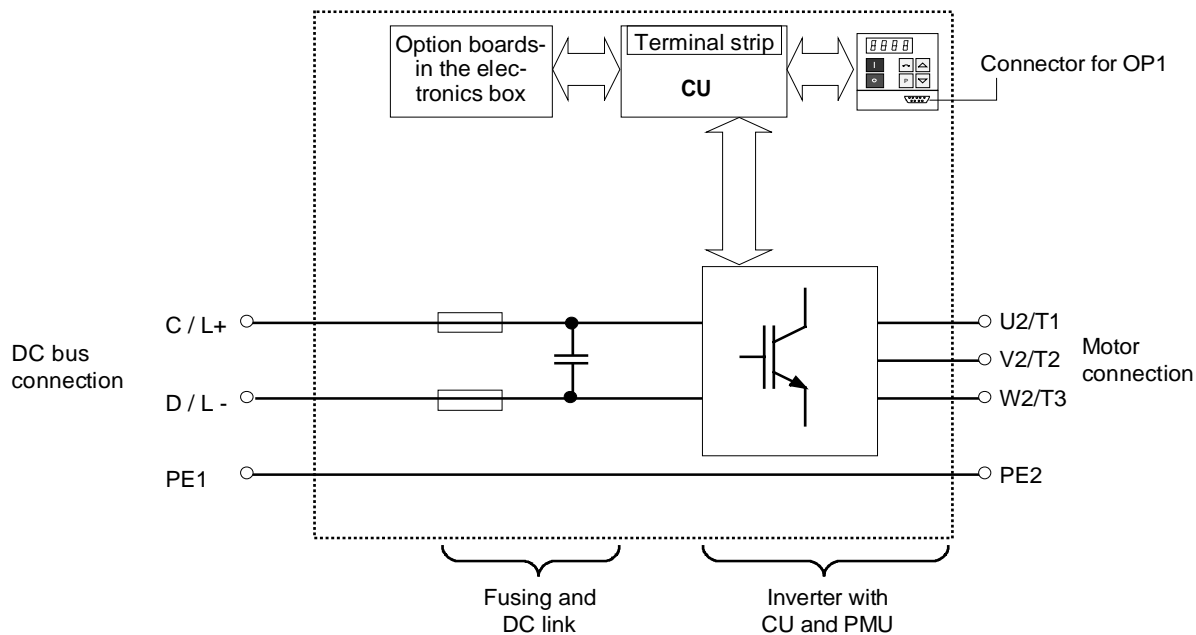 Option boards-
in the elec-
tronics box
Terminal strip
CU
8888
I
O
P
Connector for OP1
C / L+
D / L -
DC bus
connection
PE1
U2/T1
V2/T2
W2/T3
Motor
connection
PE2
Fusing and
DC link
Inverter with
CU and PMU